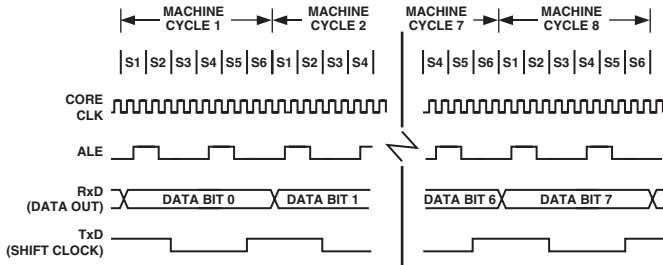 MACHINE CYCLE 1
MACHINE CYCLE 2
MACHINE CYCLE 7
MACHINE CYCLE 8
S1 S2 S3 S4 S5 S6 S1 S2 S3 S4 S4 S5 S6 S1 S2 S3 S4 S5 S6
CORE CLK
ALE
RxD (DATA OUT)
DATA BIT 0 DATA BIT 1 DATA BIT 6 DATA BIT 7
TxD (SHIFT CLOCK)